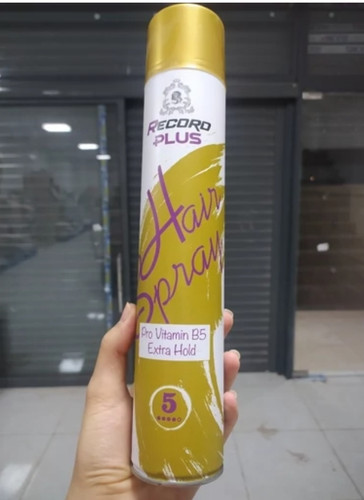 RECORD
PLUS
Hair
Spray
Pro Vitamin B5
Extra Hold
5